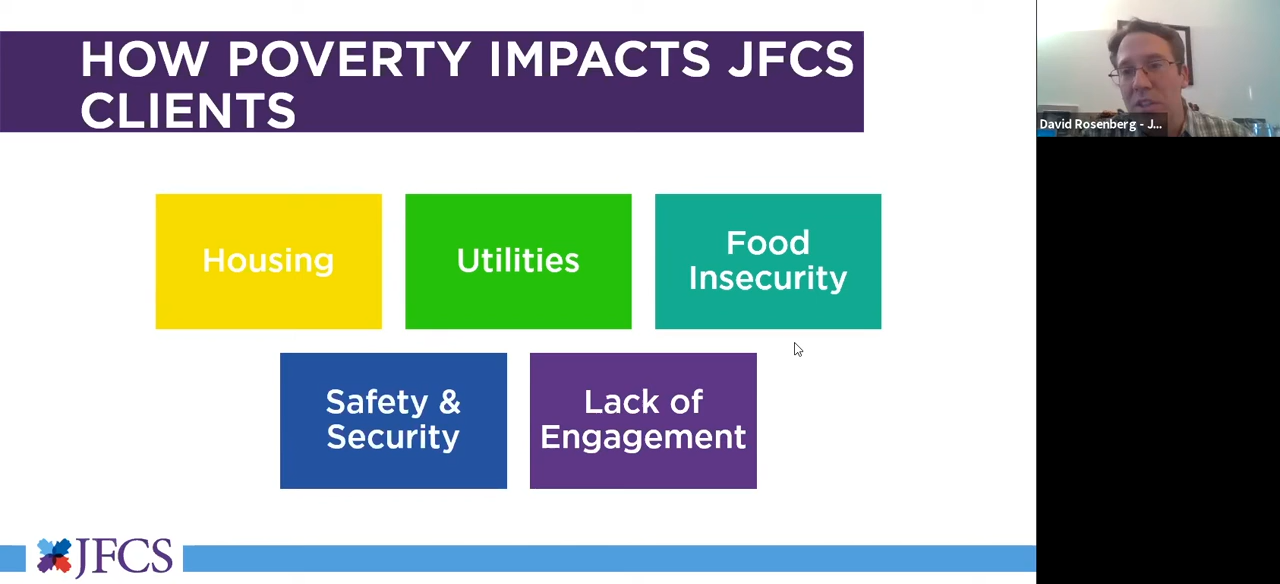 HOW POVERTY IMPACTS JFCS
CLIENTS
David Rosenberg - J...
Housing
Utilities
Food
Insecurity
Safety &
Security
Lack of
Engagement
JFCS